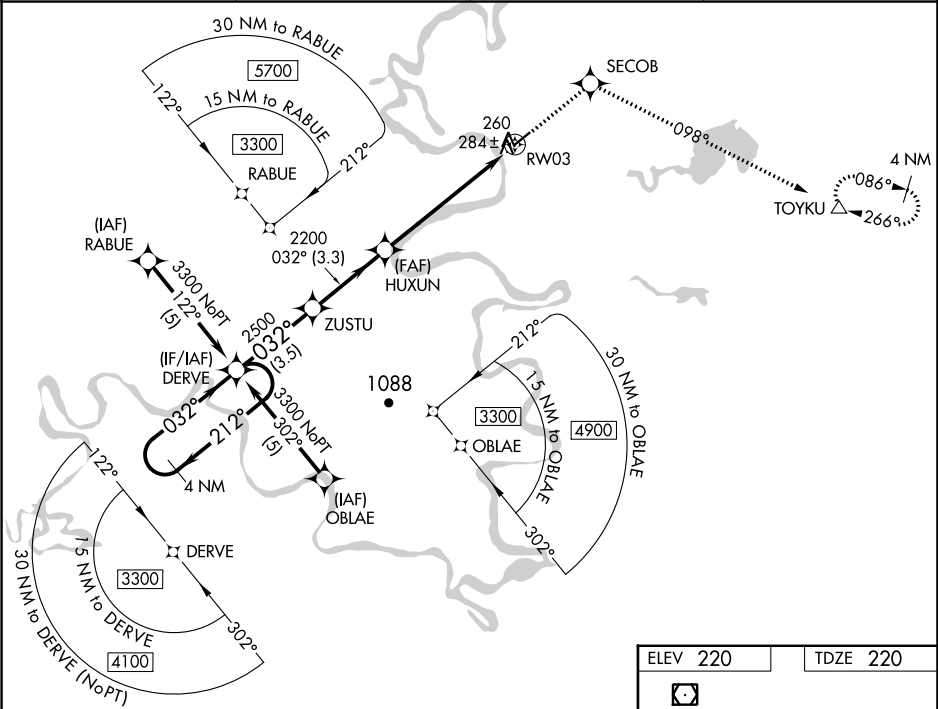 30 NM to RABUE
5700
122°
15 NM to RABUE
3300
212°
RABUE
SECOB
260
284±
RW03
098°
4 NM
086°
TOYKU
266°
(IAF)
RABUE
3300 NoPT
122°
(5)
2200
032° (3.3)
(FAF)
HUXUN
ZUSTU
2500
032°
(3.5)
(IF/IAF)
DERVE
032°
212°
4 NM
3300 NoPT
302°
(5)
(IAF)
OBLAE
1088
212°
30 NM to OBLAE
15 NM to OBLAE
3300
4900
OBLAE
302°
122°
DERVE
3300
15 NM to DERVE
302°
4100
30 NM to DERVE (NoPT)
ELEV 220
TDZE 220